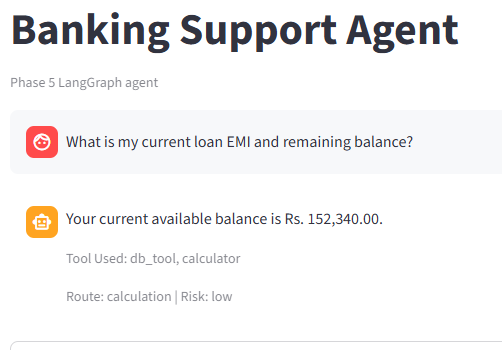 Banking Support Agent
Phase 5 LangGraph agent
What is my current loan EMI and remaining balance?
Your current available balance is Rs. 152,340.00.
Tool Used: db_tool, calculator
Route: calculation | Risk: low